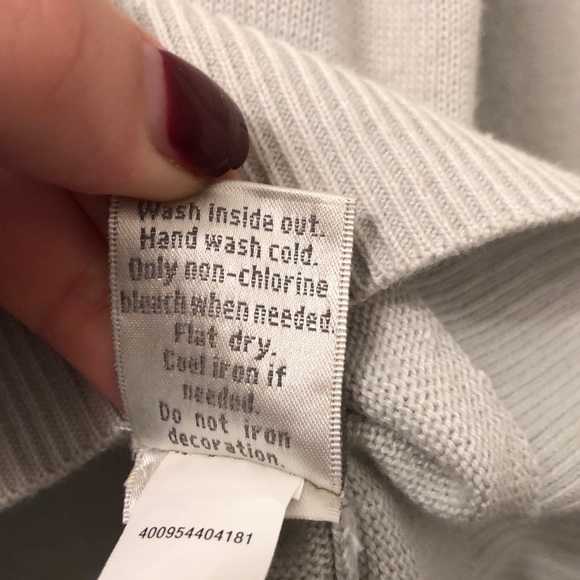 Wash inside out.
Hand wash cold.
Only non-chlorine
bleach when needed.
Flat dry.
Cool iron if
needed.
Do not iron
decoration.
400954404181